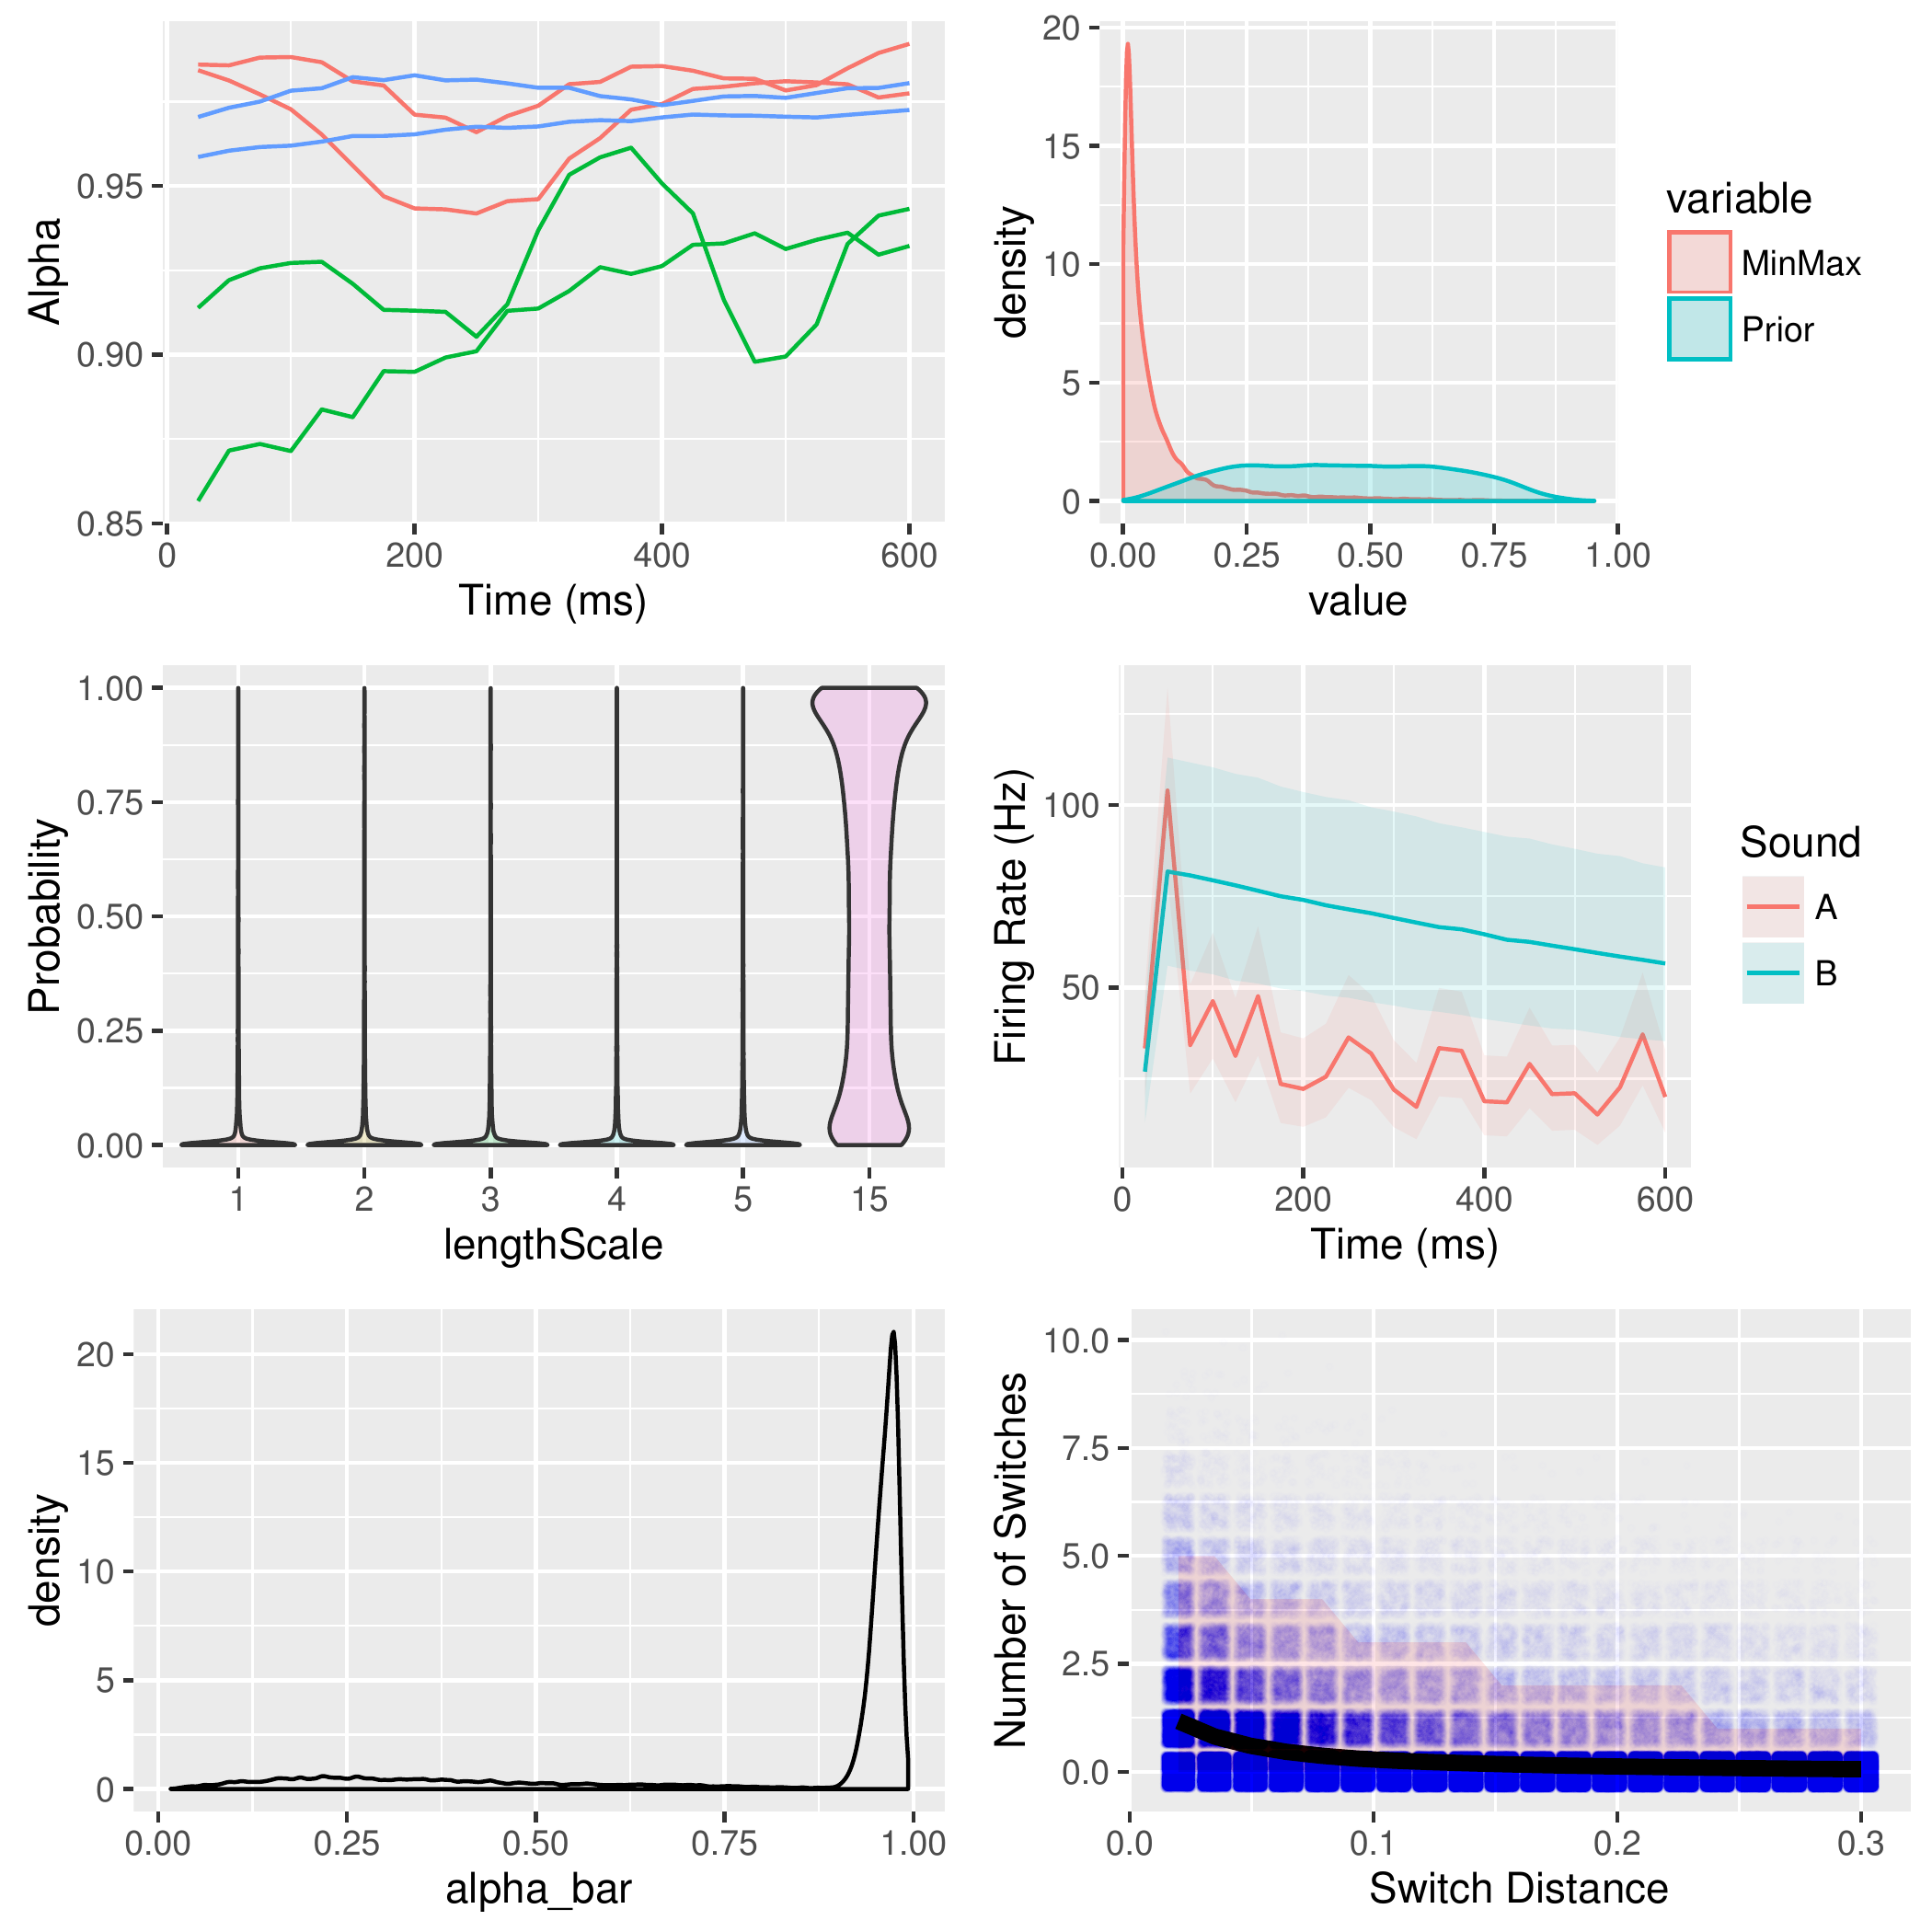 Alpha
0.95
0.90
0.85
0 200 400 600
Time (ms)
density
20
15
10
5
0
0.00 0.25 0.50 0.75 1.00
value
variable
MinMax
Prior
Probability
1.00
0.75
0.50
0.25
0.00
1 2 3 4 5 15
lengthScale
Firing Rate (Hz)
100
50
0 200 400 600
Time (ms)
Sound
A
B
density
20
15
10
5
0
0.00 0.25 0.50 0.75 1.00
alpha_bar
Number of Switches
10.0
7.5
5.0
2.5
0.0
0.0 0.1 0.2 0.3
Switch Distance